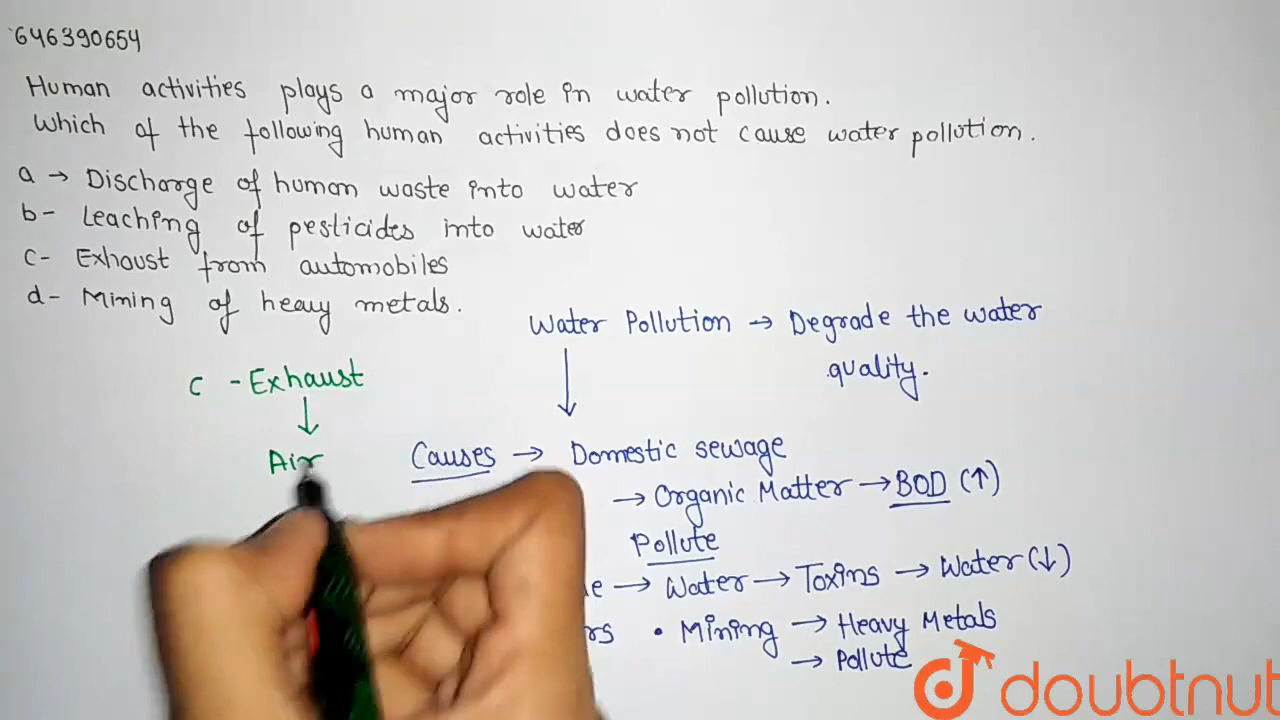 646390654
Human activities plays a major role in water pollution.
Which of the following human activities does not cause water pollution.
a → Discharge of human waste into water
b- Leaching of pesticides into water
c- Exhaust from automobiles
d- Mining of heavy metals.
Water Pollution → Degrade the water
quality.
c - Exhaust
↓
Air
↓
Causes → Domestic sewage
→ Organic Matter → BOD (↑)
Pollute
→ Water → Toxins → Water (↓)
• Mining → Heavy Metals
→ Pollute
doubtnut